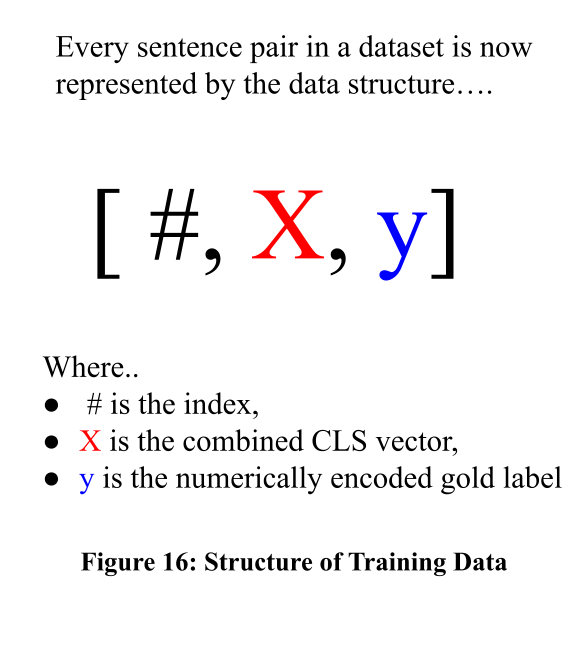 Every sentence pair in a dataset is now
represented by the data structure….
[ #, X, y]
Where..
● # is the index,
● X is the combined CLS vector,
● y is the numerically encoded gold label
Figure 16: Structure of Training Data